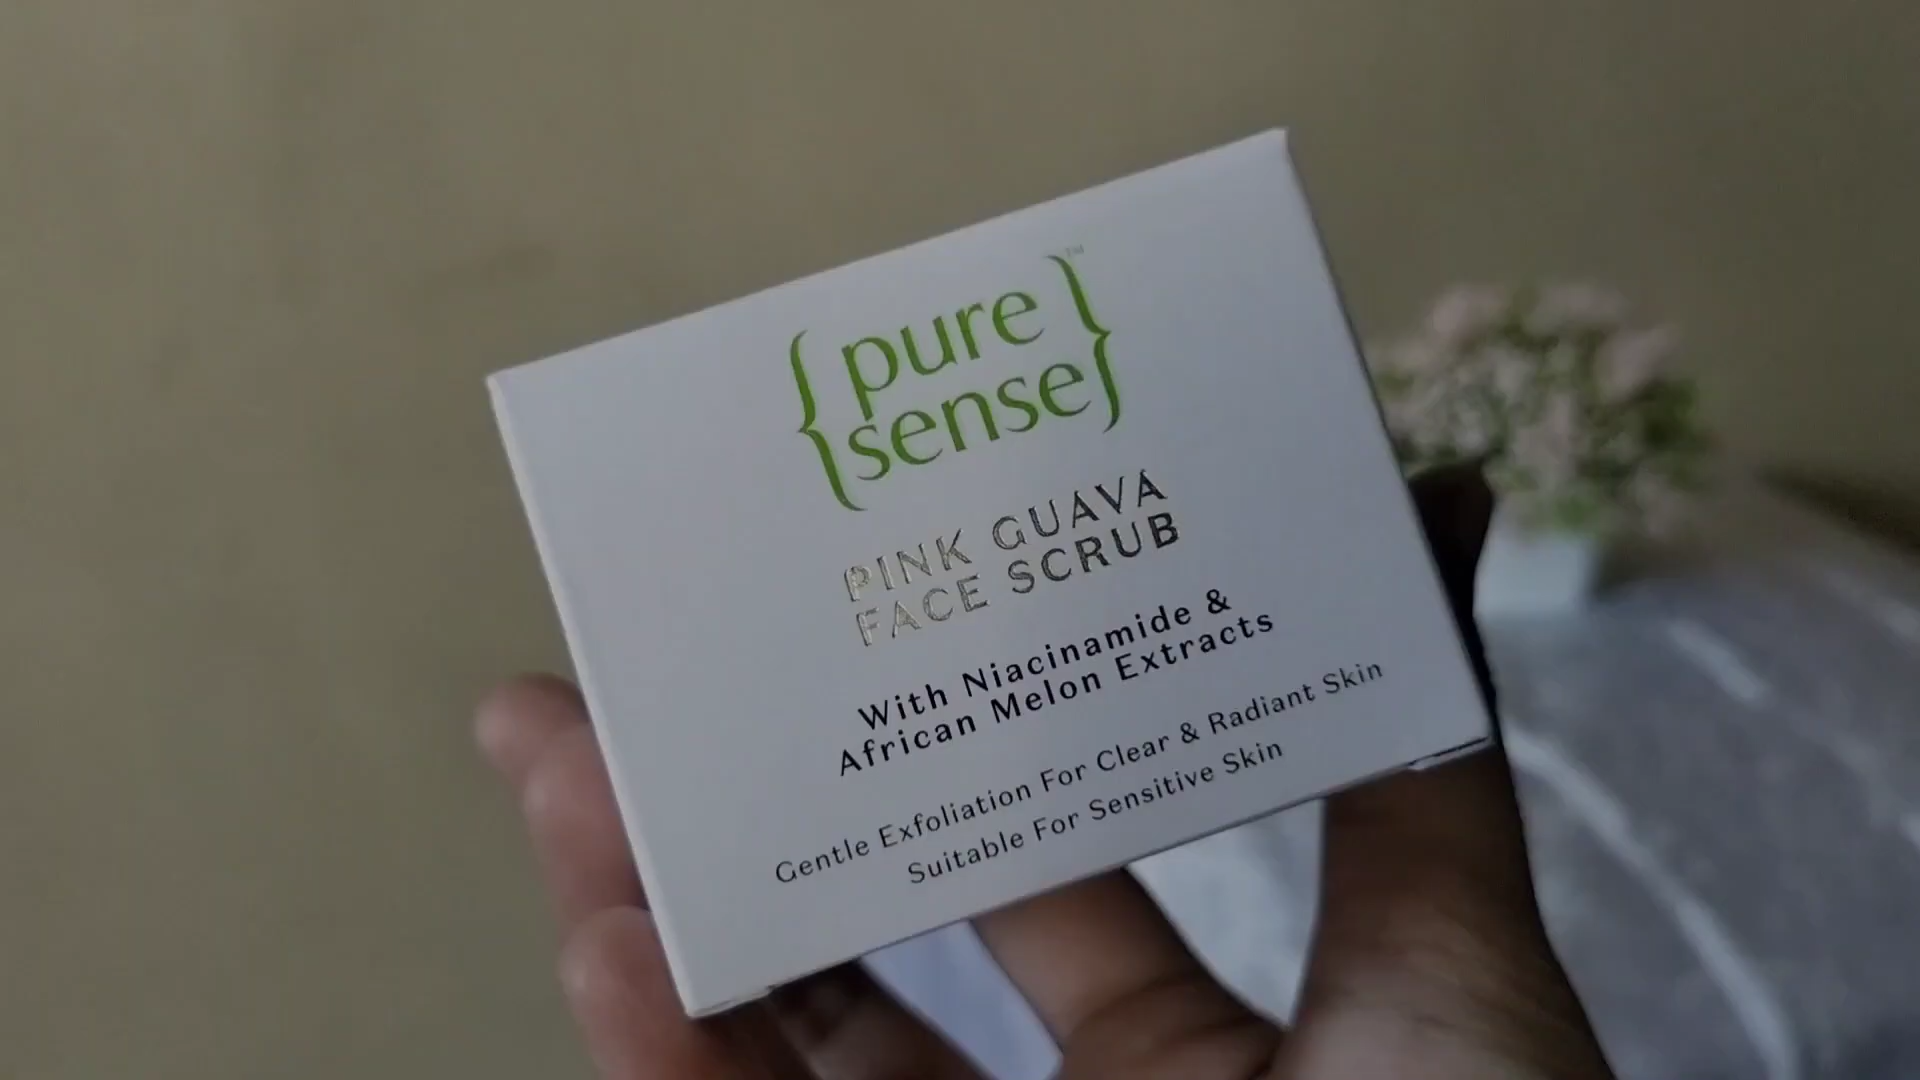 { pure } ™
{ sense }
PINK GUAVA
FACE SCRUB
With Niacinamide &
African Melon Extracts
Gentle Exfoliation For Clear & Radiant Skin
Suitable For Sensitive Skin